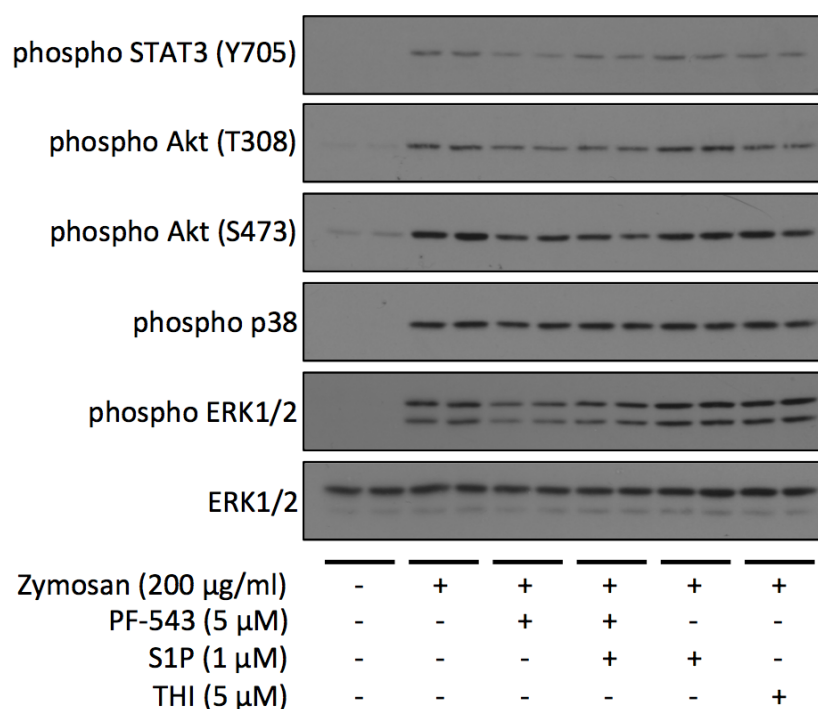 phospho STAT3 (Y705)
phospho Akt (T308)
phospho Akt (S473)
phospho p38
phospho ERK1/2
ERK1/2
Zymosan (200 µg/ml) - + + + + +
PF-543 (5 µM) - - + + - -
S1P (1 µM) - - - + + -
THI (5 µM) - - - - - +